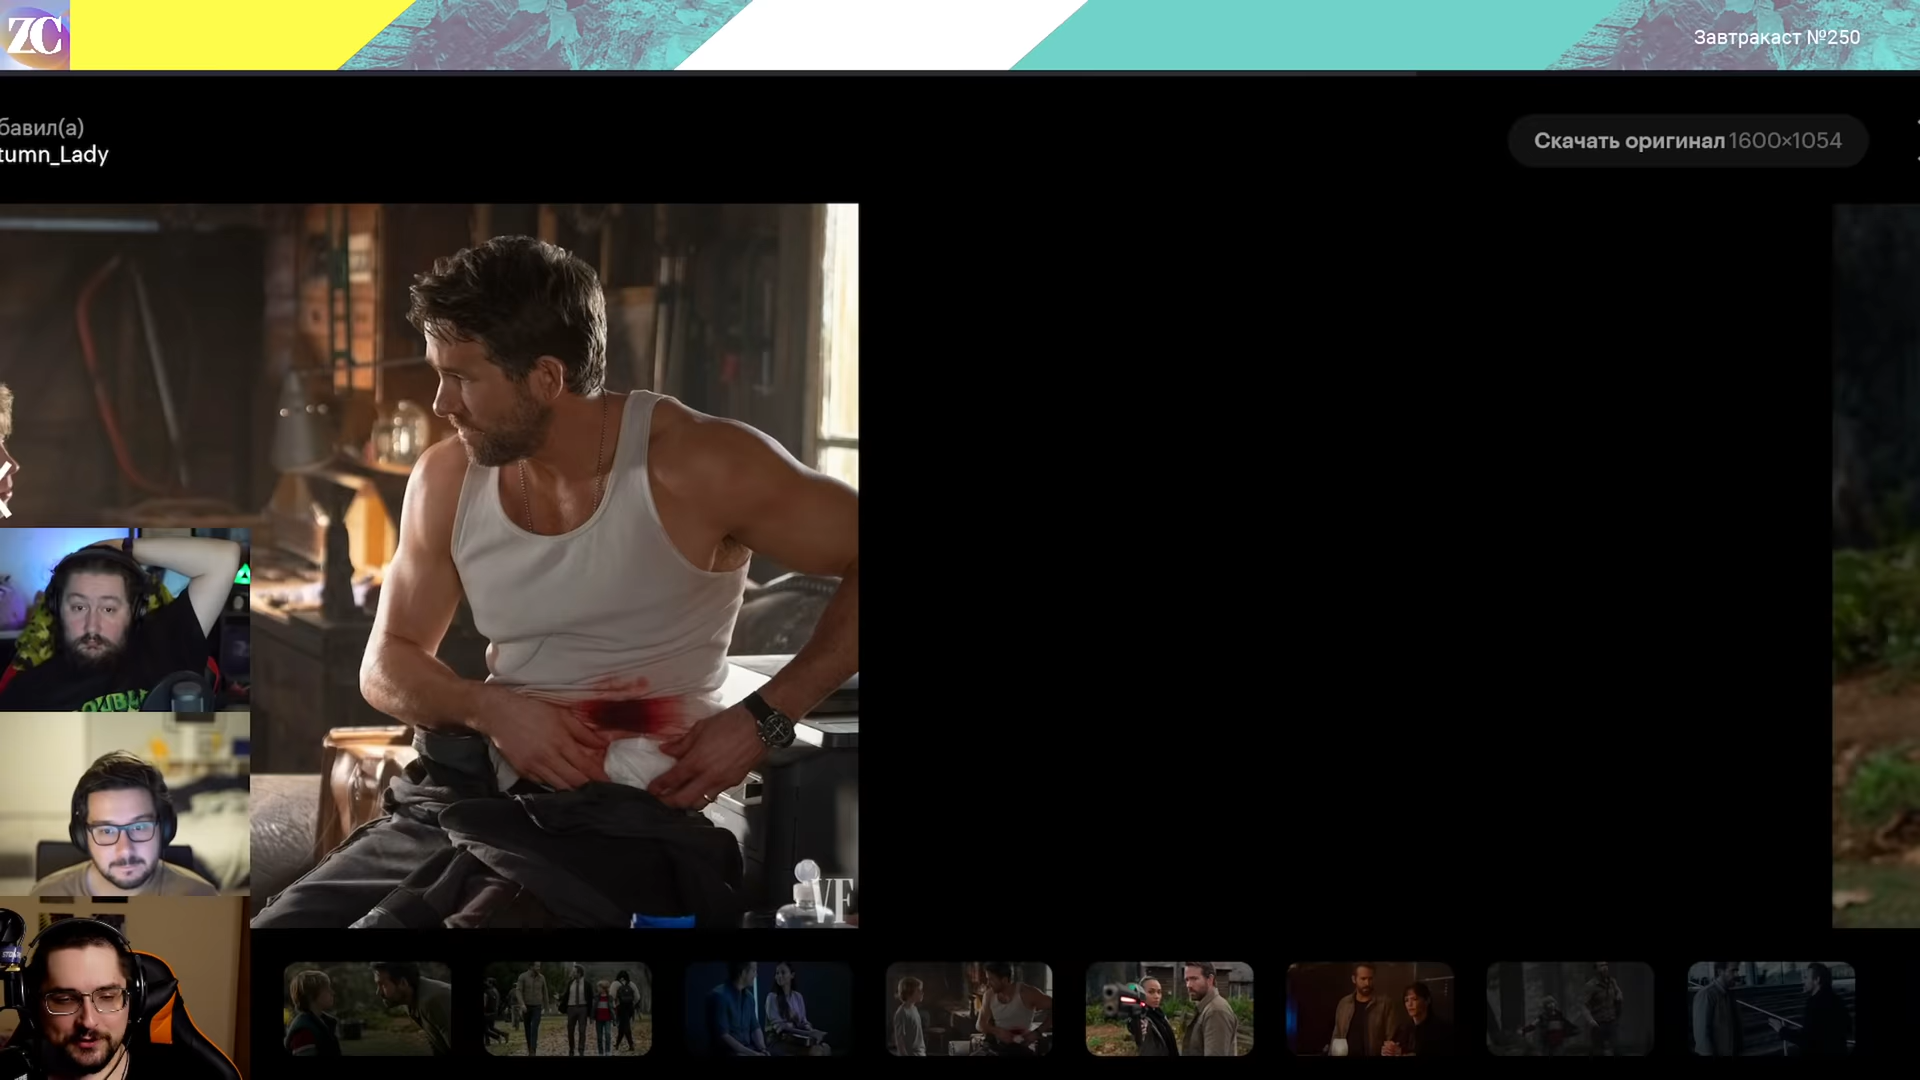 ZC
Завтракаст №250
бавил(а)
tumn_Lady
Скачать оригинал 1600×1054
VF